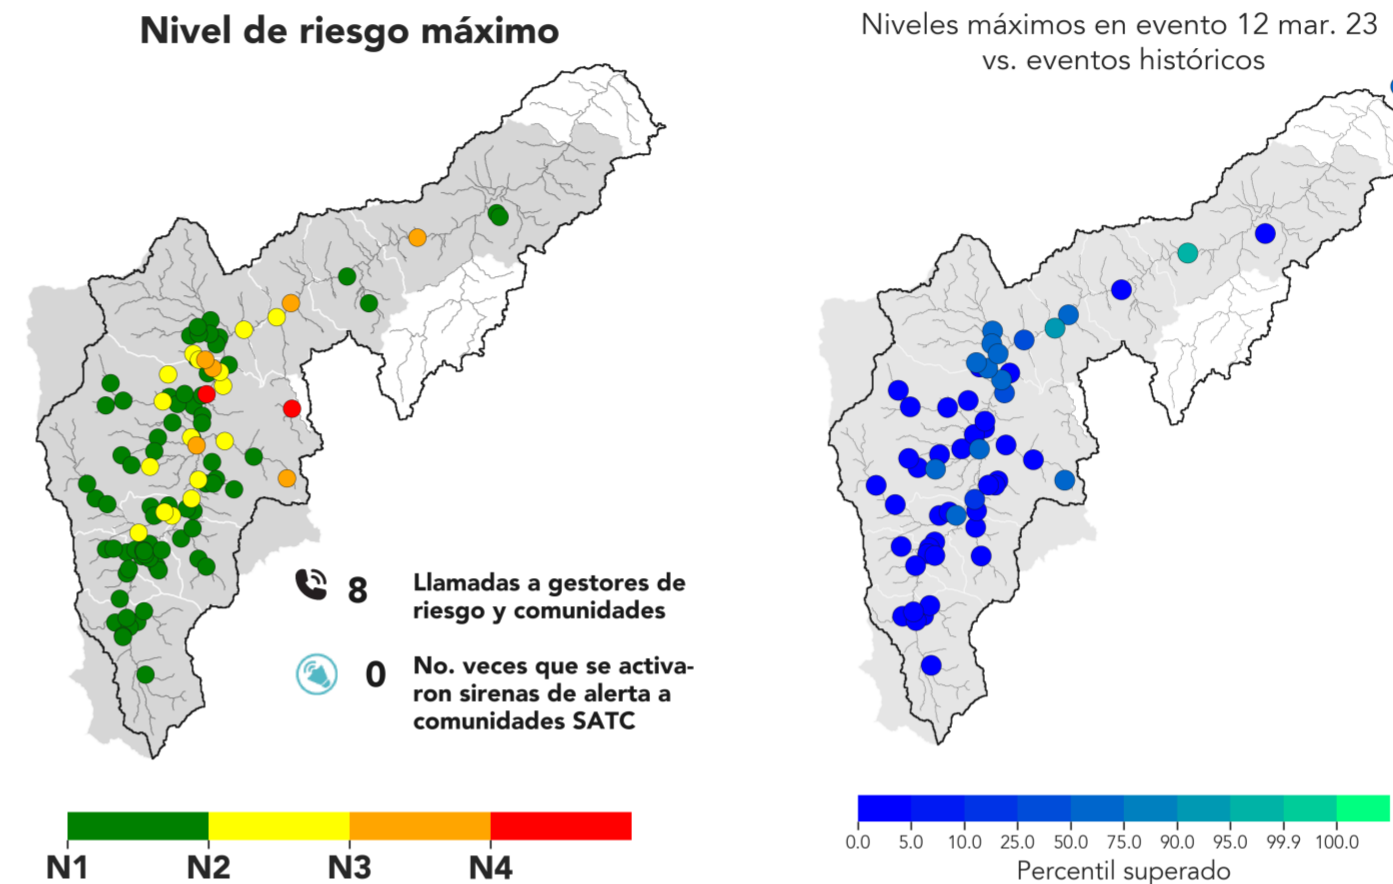 Nivel de riesgo máximo
Niveles máximos en evento 12 mar. 23
vs. eventos históricos
8
Llamadas a gestores de
riesgo y comunidades
0
No. veces que se activa-
ron sirenas de alerta a
comunidades SATC
N1 N2 N3 N4
0.0 5.0 10.0 25.0 50.0 75.0 90.0 95.0 99.9 100.0
Percentil superado